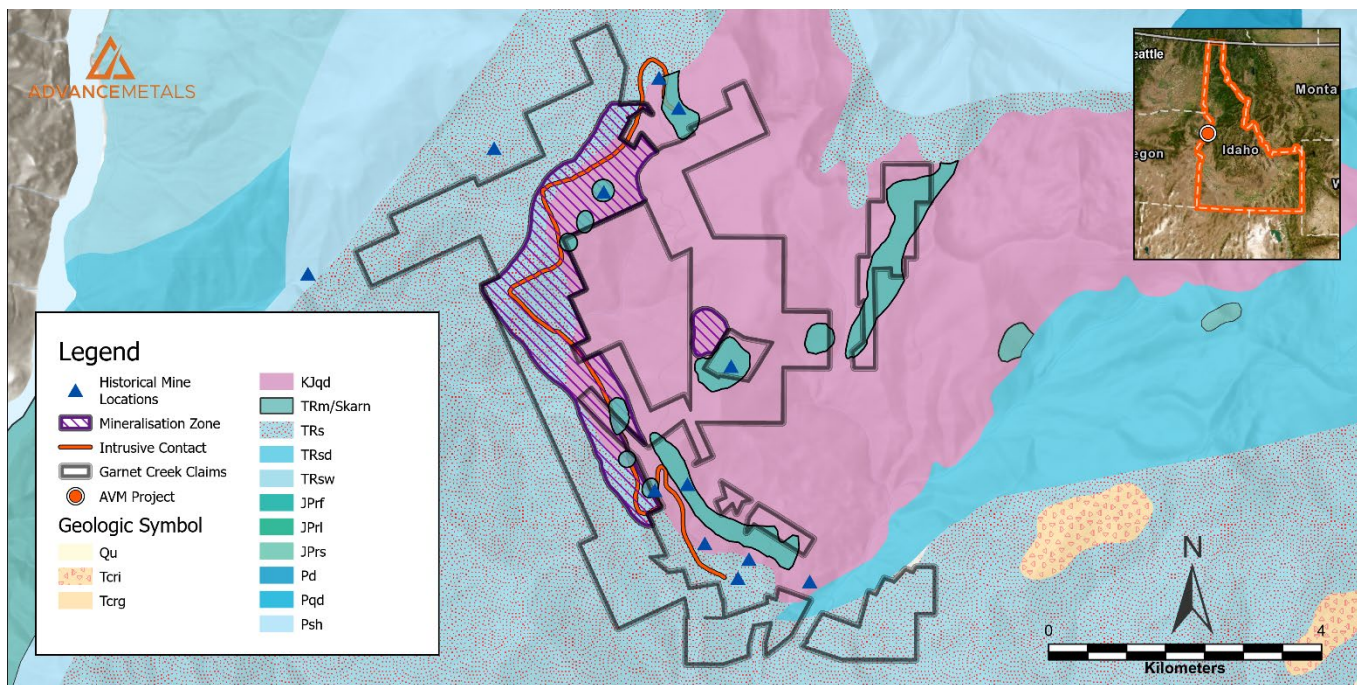 ADVANCEMETALS
eattle
Monta
egon
Idaho
W
Legend
Historical Mine
Locations
Mineralisation Zone
Intrusive Contact
Garnet Creek Claims
AVM Project
Geologic Symbol
Qu
Tcri
Tcrg
KJqd
TRm/Skarn
TRs
TRsd
TRsw
JPrf
JPrl
JPrs
Pd
Pqd
Psh
N
0
4
Kilometers